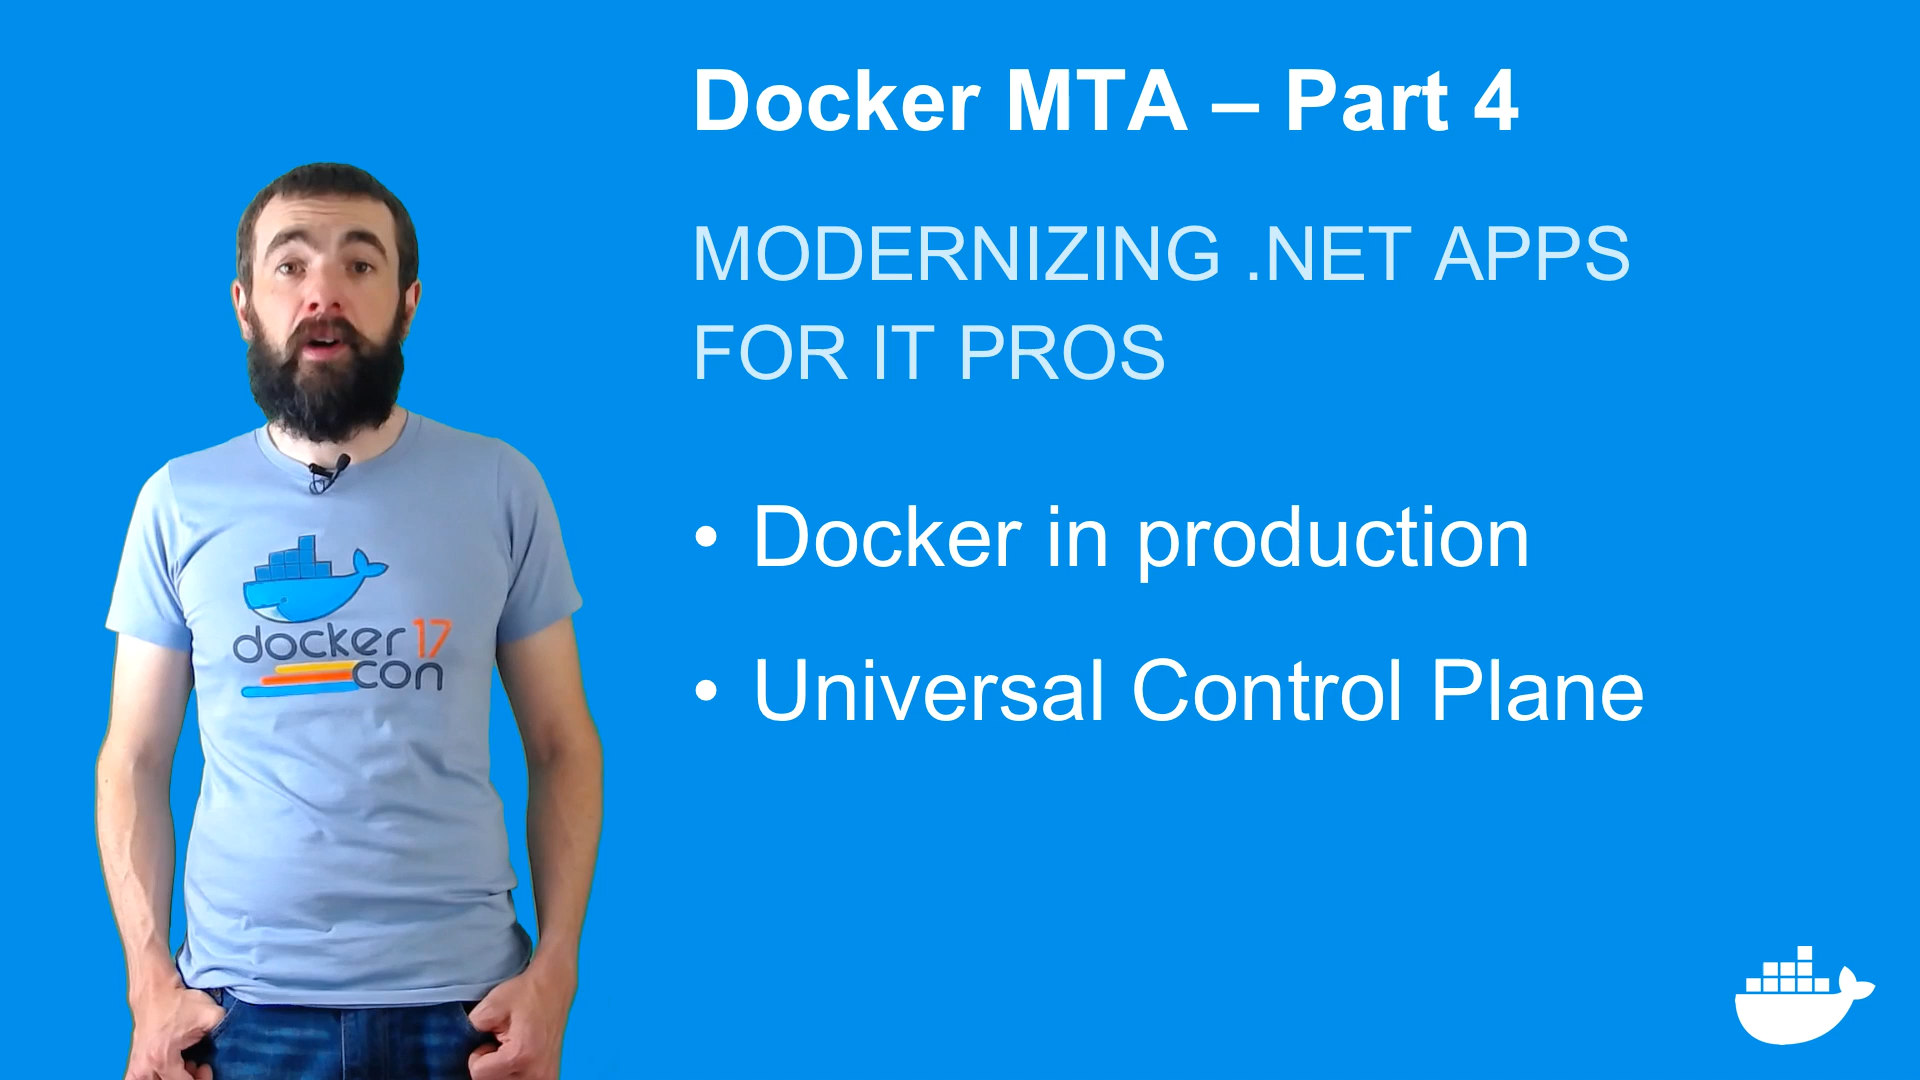 Docker MTA – Part 4
MODERNIZING .NET APPS
FOR IT PROS
• Docker in production
• Universal Control Plane
docker 17
con